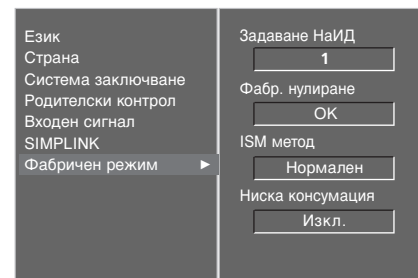 Език
Страна
Система заключване
Родителски контрол
Входен сигнал
SIMPLINK
Фабричен режим ►
Задаване НаИД
1
Фабр. нулиране
OK
ISM метод
Нормален
Ниска консумация
Изкл.